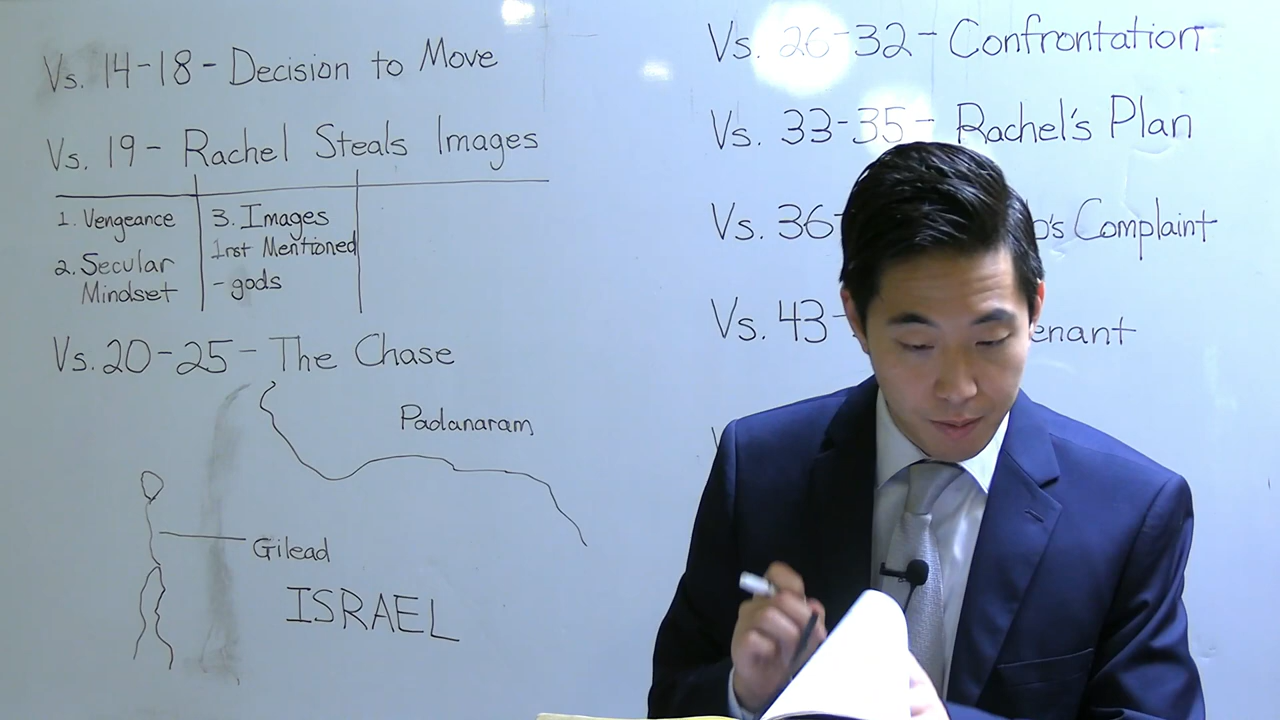 Vs. 14-18- Decision to Move
Vs. 19- Rachel Steals Images
1. Vengeance
2. Secular
Mindset
3. Images
1rst Mentioned
- gods
Vs. 20-25- The Chase
Padanaram
Gilead
ISRAEL
Vs. 26-32- Confrontation
Vs. 33-35- Rachel's Plan
Vs. 36 Complaint
Vs. 43-